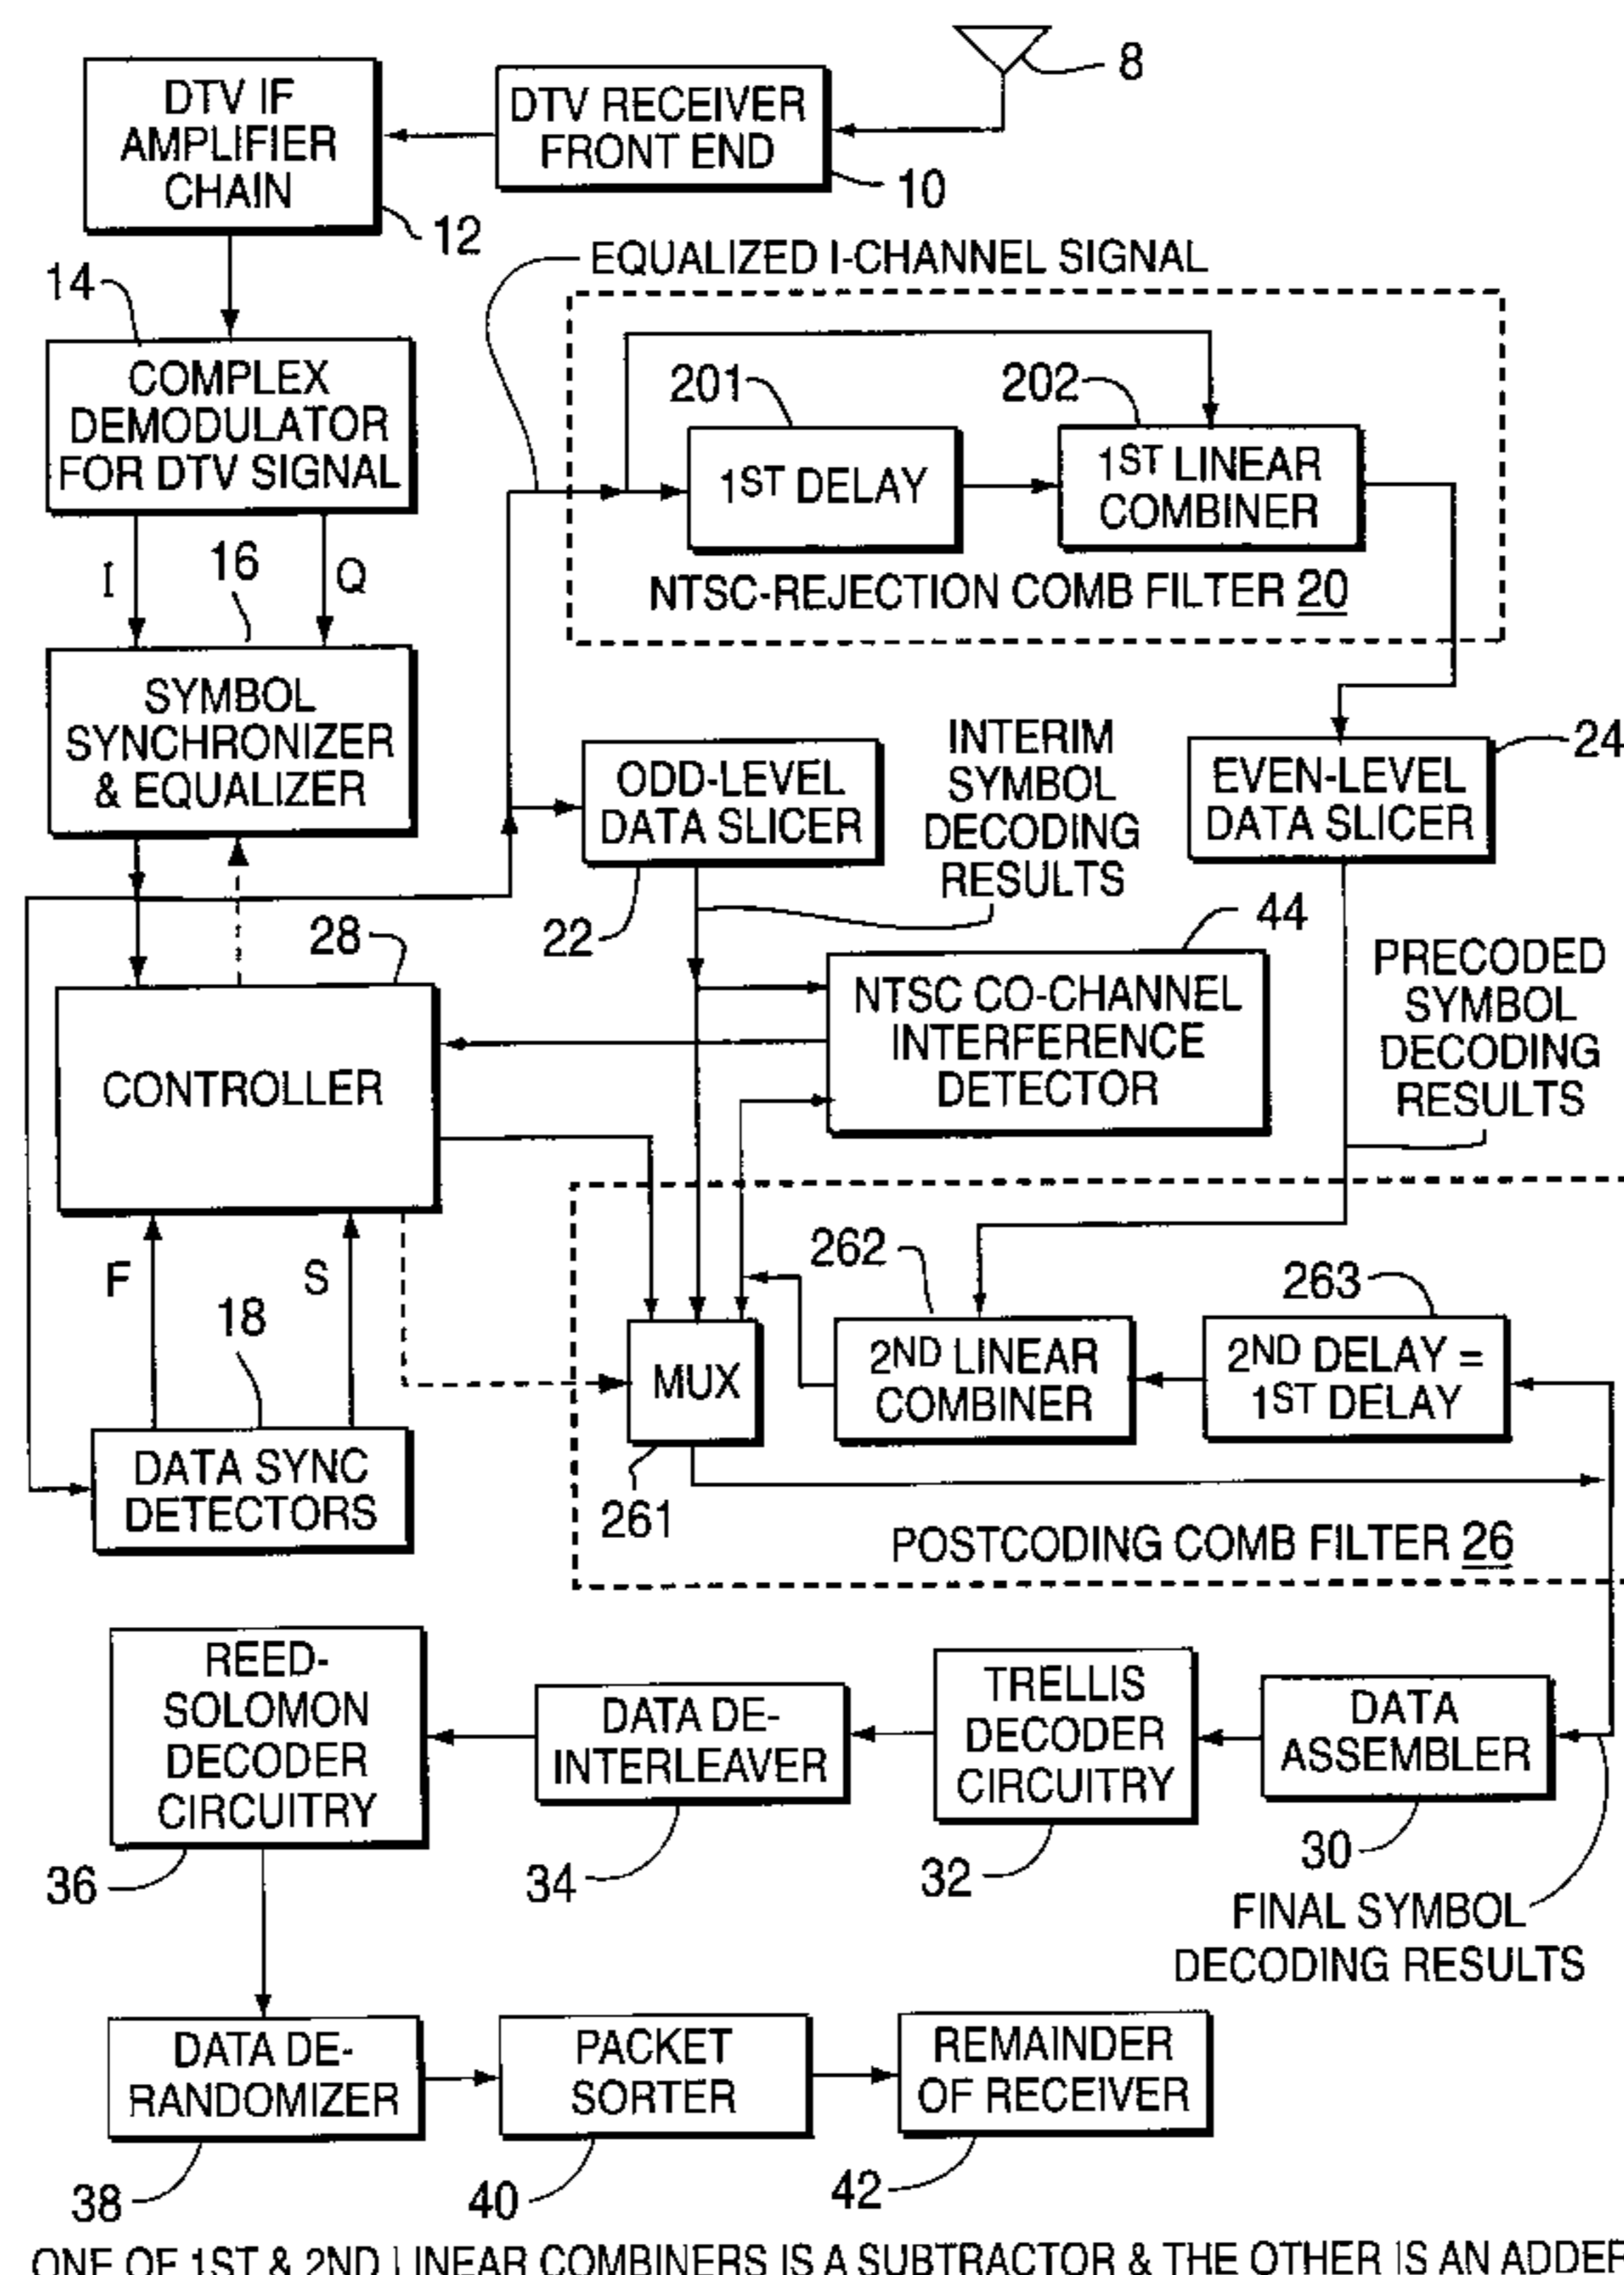 8
DTV IF
AMPLIFIER
CHAIN
12
DTV RECEIVER
FRONT END
10
EQUALIZED I-CHANNEL SIGNAL
14
COMPLEX
DEMODULATOR
FOR DTV SIGNAL
201
202
1ST DELAY
1ST LINEAR
COMBINER
NTSC-REJECTION COMB FILTER 20
I
16
Q
SYMBOL
SYNCHRONIZER
& EQUALIZER
ODD-LEVEL
DATA SLICER
22
INTERIM
SYMBOL
DECODING
RESULTS
24
EVEN-LEVEL
DATA SLICER
28
CONTROLLER
44
NTSC CO-CHANNEL
INTERFERENCE
DETECTOR
PRECODED
SYMBOL
DECODING
RESULTS
F
S
18
DATA SYNC
DETECTORS
262
263
MUX
261
2ND LINEAR
COMBINER
2ND DELAY =
1ST DELAY
POSTCODING COMB FILTER 26
REED-
SOLOMON
DECODER
CIRCUITRY
36
DATA DE-
INTERLEAVER
34
TRELLIS
DECODER
CIRCUITRY
32
DATA
ASSEMBLER
30
FINAL SYMBOL
DECODING RESULTS
DATA DE-
RANDOMIZER
38
PACKET
SORTER
40
REMAINDER
OF RECEIVER
42
ONE OF 1ST & 2ND LINEAR COMBINERS IS A SUBTRACTOR & THE OTHER IS AN ADDER